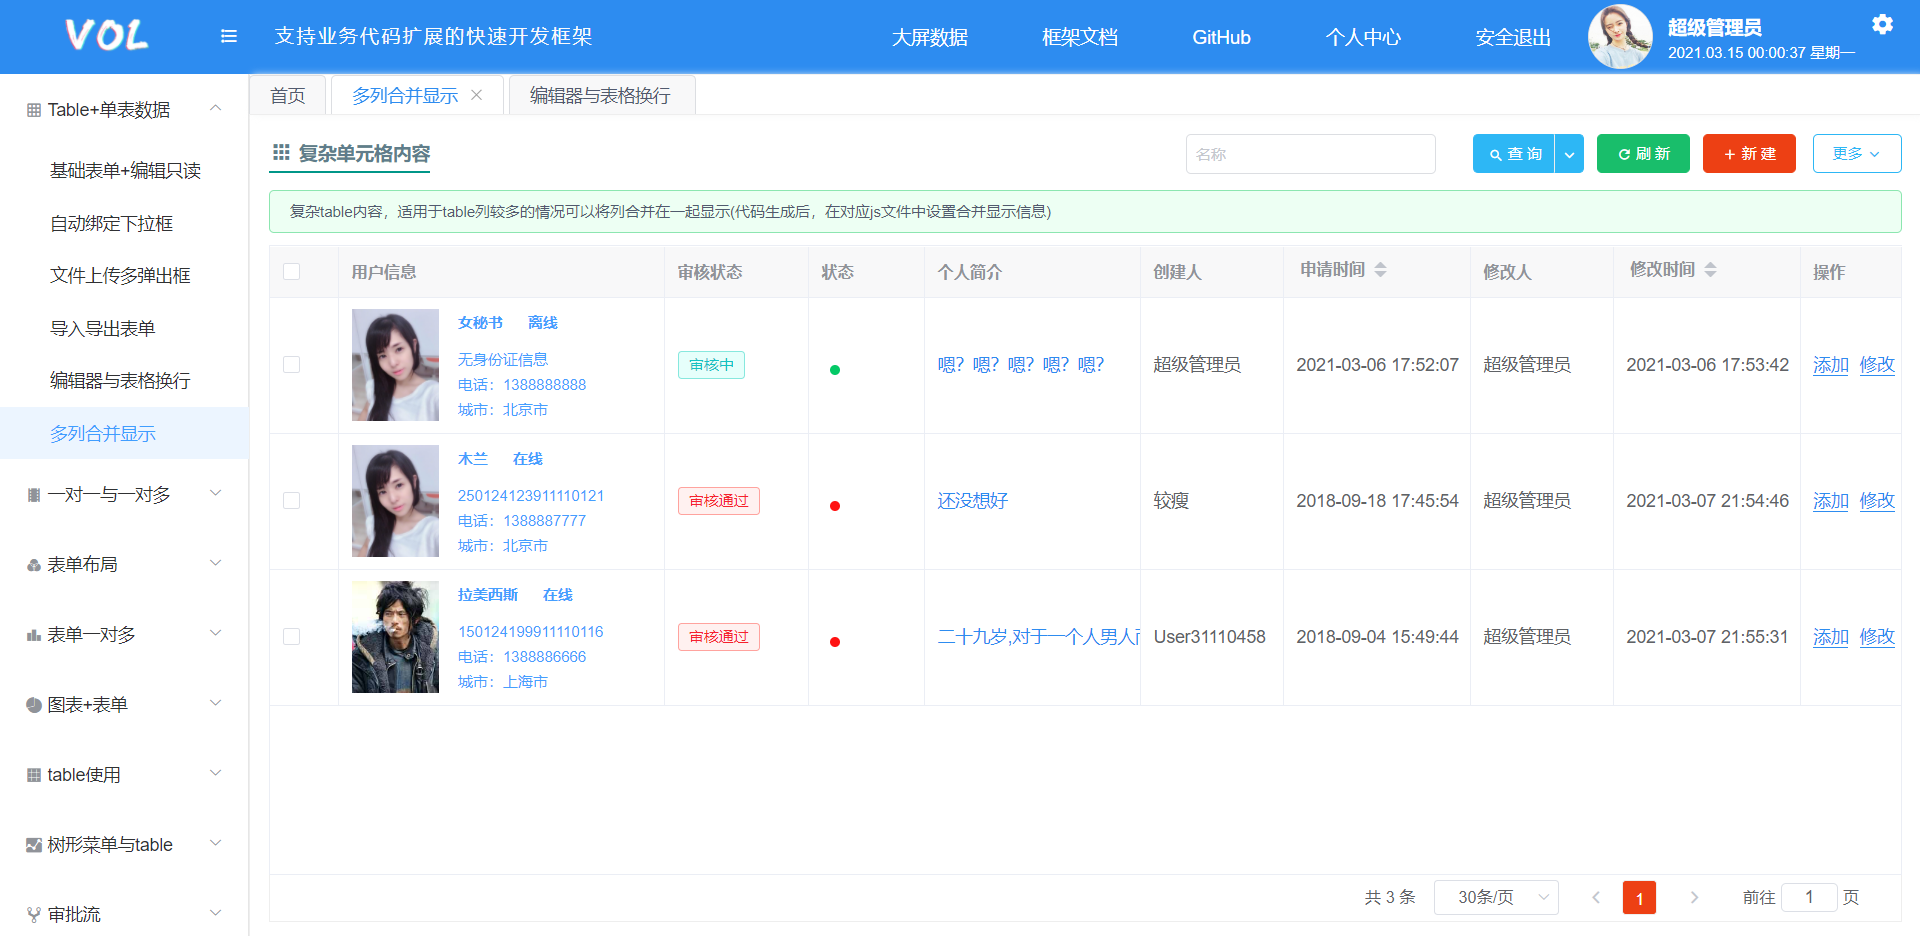 VOL
支持业务代码扩展的快速开发框架
大屏数据
框架文档
GitHub
个人中心
安全退出
超级管理员
2021.03.15 00:00:37 星期一
Table+单表数据
基础表单+编辑只读
自动绑定下拉框
文件上传多弹出框
导入导出表单
编辑器与表格换行
多列合并显示
一对一与一对多
表单布局
表单一对多
图表+表单
table使用
树形菜单与table
审批流
首页
多列合并显示
编辑器与表格换行
复杂单元格内容
名称
查 询
刷 新
新 建
更多
复杂table内容，适用于table列较多的情况可以将列合并在一起显示(代码生成后，在对应js文件中设置合并显示信息)
用户信息 审核状态 状态 个人简介 创建人 申请时间 修改人 修改时间 操作
女秘书 离线
无身份证信息
电话：1388888888
城市：北京市
审核中
嗯？嗯？嗯？嗯？嗯？
超级管理员
2021-03-06 17:52:07
超级管理员
2021-03-06 17:53:42
添加 修改
木兰 在线
250124123911110121
电话：1388887777
城市：北京市
审核通过
还没想好
较瘦
2018-09-18 17:45:54
超级管理员
2021-03-07 21:54:46
添加 修改
拉美西斯 在线
150124199911110116
电话：1388886666
城市：上海市
审核通过
二十九岁,对于一个人男人而
User31110458
2018-09-04 15:49:44
超级管理员
2021-03-07 21:55:31
添加 修改
共 3 条
30条/页
1
前往 1 页